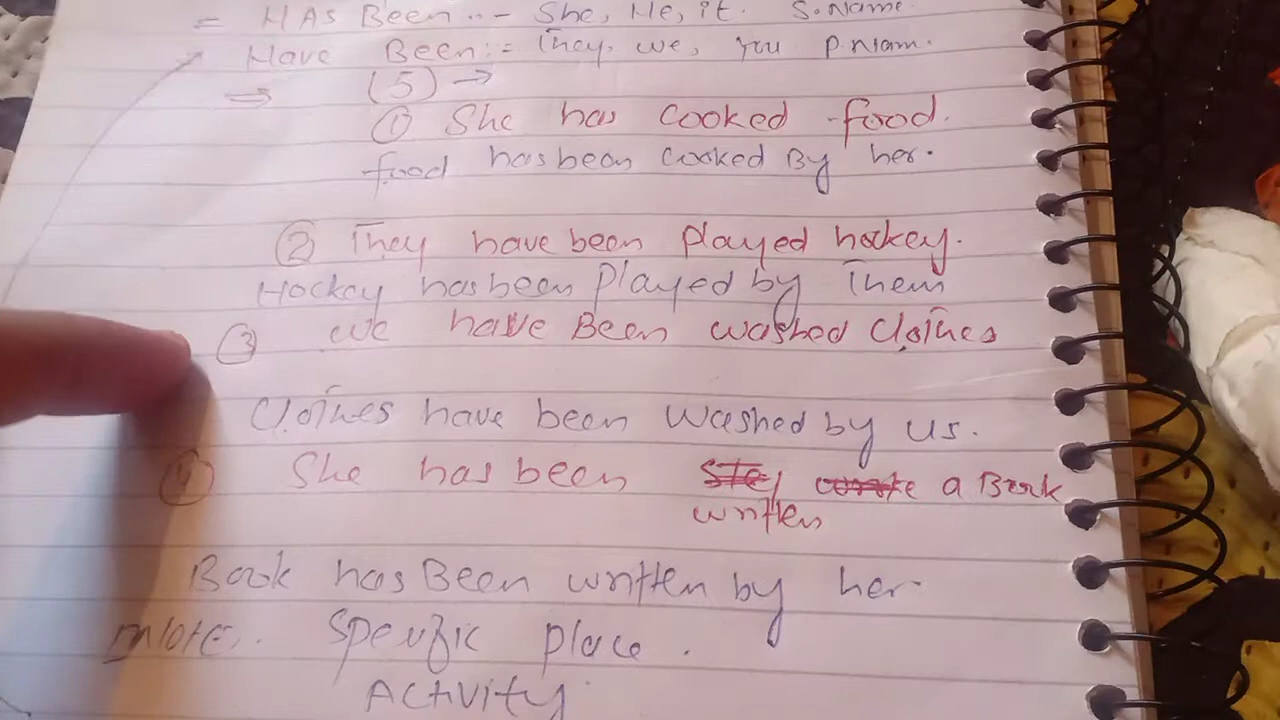 = HAS Been..- She, He, it. S.Name.
Have Been:= They, we, you P.Nam.
⇒ (5) →
① She has cooked food.
food has been cooked By her.
② They have been played hockey.
Hockey has been played by Them
③ we have Been washed Clothes
Clothes have been washed by us.
④ She has been a Book
written
Book has Been written by her.
place.
ACtivity